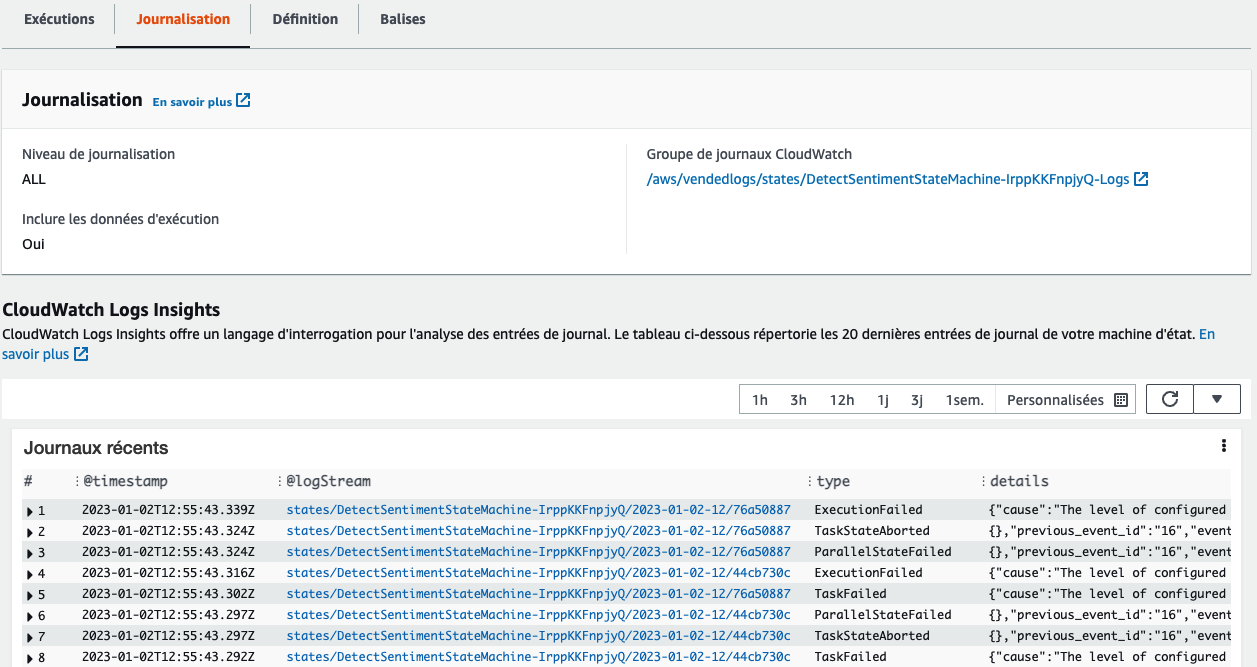 Exécutions Journalisation Définition Balises
Journalisation En savoir plus
Niveau de journalisation
ALL
Inclure les données d'exécution
Oui
Groupe de journaux CloudWatch
/aws/vendedlogs/states/DetectSentimentStateMachine-IrppKKFnpjyQ-Logs
CloudWatch Logs Insights
CloudWatch Logs Insights offre un langage d'interrogation pour l'analyse des entrées de journal. Le tableau ci-dessous répertorie les 20 dernières entrées de journal de votre machine d'état. En
savoir plus
1h 3h 12h 1j 3j 1sem. Personnalisées
Journaux récents
# @timestamp @logStream type details
1 2023-01-02T12:55:43.339Z states/DetectSentimentStateMachine-IrppKKFnpjyQ/2023-01-02-12/76a50887 ExecutionFailed {"cause":"The level of configured
2 2023-01-02T12:55:43.324Z states/DetectSentimentStateMachine-IrppKKFnpjyQ/2023-01-02-12/76a50887 TaskStateAborted {},"previous_event_id":"16","event
3 2023-01-02T12:55:43.324Z states/DetectSentimentStateMachine-IrppKKFnpjyQ/2023-01-02-12/76a50887 ParallelStateFailed {},"previous_event_id":"16","event
4 2023-01-02T12:55:43.316Z states/DetectSentimentStateMachine-IrppKKFnpjyQ/2023-01-02-12/44cb730c ExecutionFailed {"cause":"The level of configured
5 2023-01-02T12:55:43.302Z states/DetectSentimentStateMachine-IrppKKFnpjyQ/2023-01-02-12/76a50887 TaskFailed {"cause":"The level of configured
6 2023-01-02T12:55:43.297Z states/DetectSentimentStateMachine-IrppKKFnpjyQ/2023-01-02-12/44cb730c ParallelStateFailed {},"previous_event_id":"16","event
7 2023-01-02T12:55:43.297Z states/DetectSentimentStateMachine-IrppKKFnpjyQ/2023-01-02-12/44cb730c TaskStateAborted {},"previous_event_id":"16","event
8 2023-01-02T12:55:43.292Z states/DetectSentimentStateMachine-IrppKKFnpjyQ/2023-01-02-12/44cb730c TaskFailed {"cause":"The level of configured